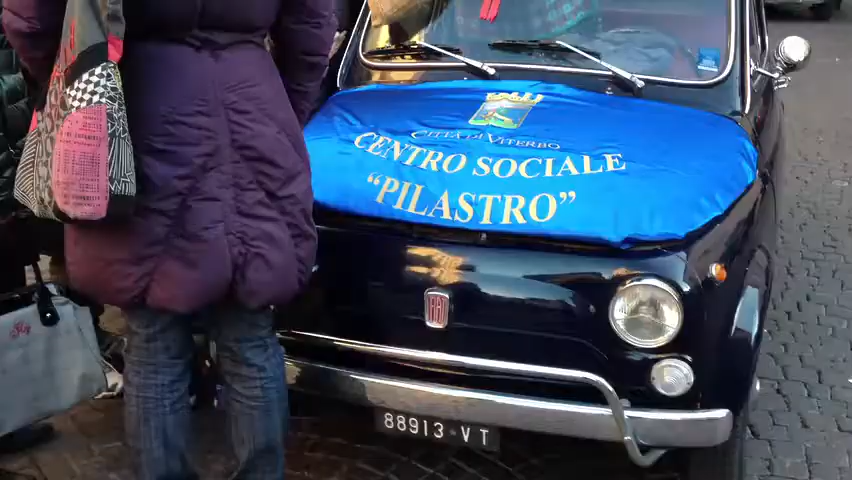 CITTÀ DI VITERBO
CENTRO SOCIALE
"PILASTRO"
FIAT
88913 VT